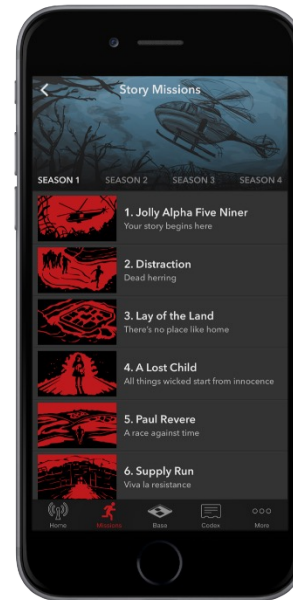 Story Missions
SEASON 1 SEASON 2 SEASON 3 SEASON 4
1. Jolly Alpha Five Niner
Your story begins here
2. Distraction
Dead herring
3. Lay of the Land
There's no place like home
4. A Lost Child
All things wicked start from innocence
5. Paul Revere
A race against time
6. Supply Run
Viva la resistance
Home Missions Base Codex More